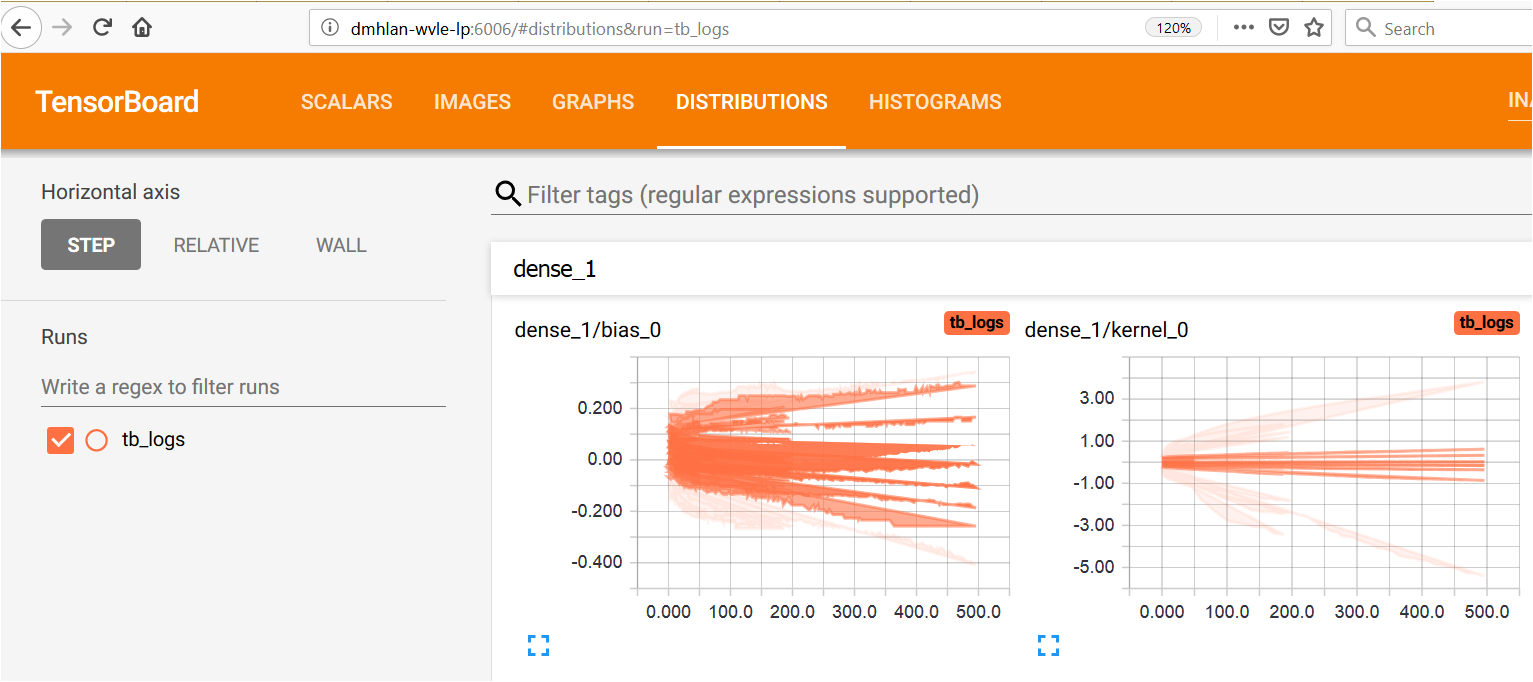 dmhlan-wvle-lp:6006/#distributions&run=tb_logs
120%
Search
TensorBoard
SCALARS
IMAGES
GRAPHS
DISTRIBUTIONS
HISTOGRAMS
Horizontal axis
STEP RELATIVE WALL
Runs
Write a regex to filter runs
tb_logs
Filter tags (regular expressions supported)
dense_1
dense_1/bias_0
tb_logs
0.200
0.00
-0.200
-0.400
0.000 100.0 200.0 300.0 400.0 500.0
dense_1/kernel_0
tb_logs
3.00
1.00
-1.00
-3.00
-5.00
0.000 100.0 200.0 300.0 400.0 500.0